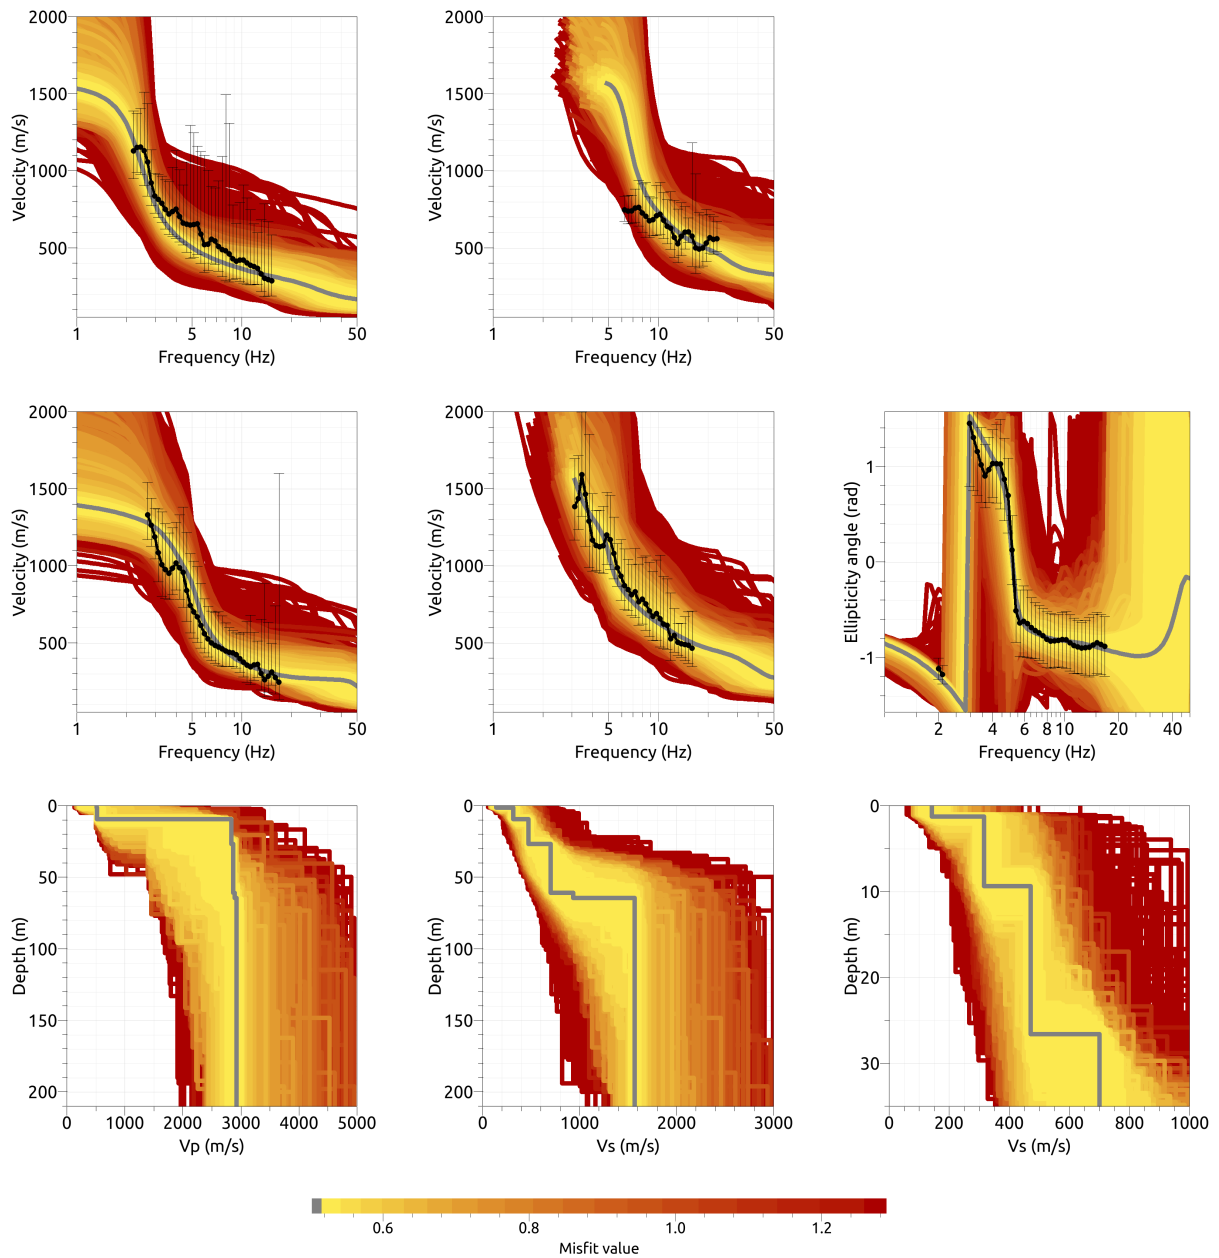 2000
1500
1000
500
Velocity (m/s)
1 5 10 50
Frequency (Hz)
2000
1500
1000
500
Velocity (m/s)
1 5 10 50
Frequency (Hz)
2000
1500
1000
500
Velocity (m/s)
1 5 10 50
Frequency (Hz)
2000
1500
1000
500
Velocity (m/s)
1 5 10 50
Frequency (Hz)
1
0
-1
Ellipticity angle (rad)
2 4 6 8 10 20 40
Frequency (Hz)
0
50
100
150
200
Depth (m)
0 1000 2000 3000 4000 5000
Vp (m/s)
0
50
100
150
200
Depth (m)
0 1000 2000 3000
Vs (m/s)
0
10
20
30
Depth (m)
200 400 600 800 1000
Vs (m/s)
0.6 0.8 1.0 1.2
Misfit value